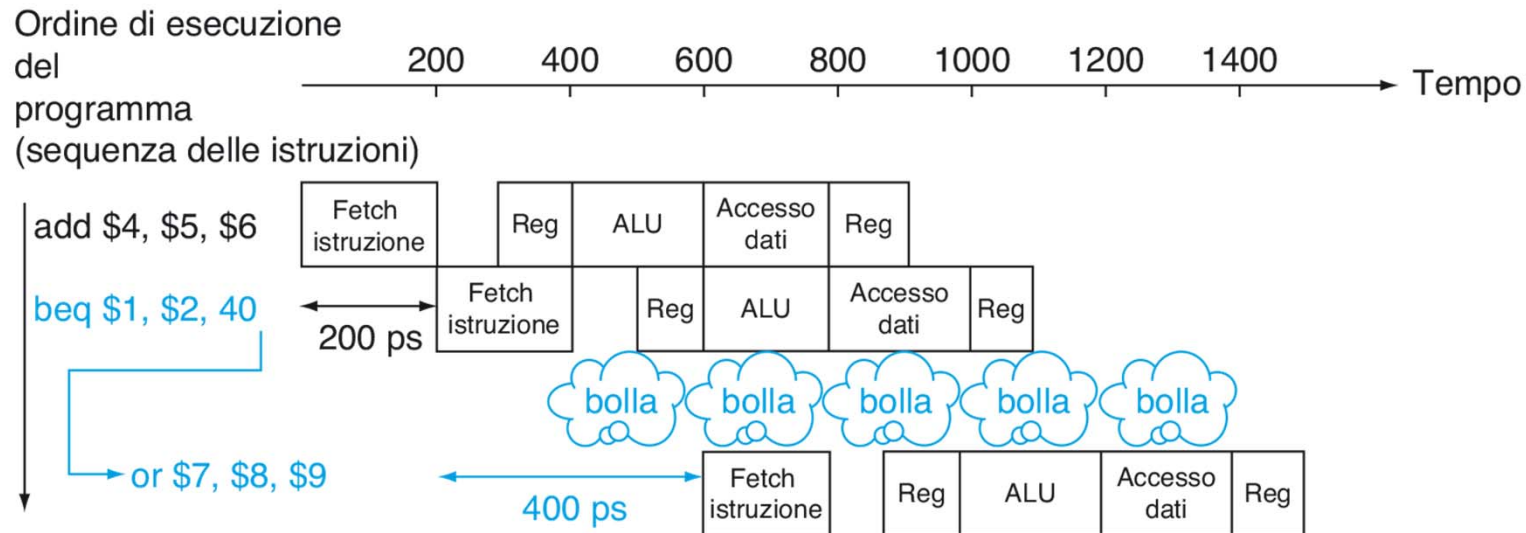 Ordine di esecuzione
del
programma
(sequenza delle istruzioni)
200 400 600 800 1000 1200 1400
Tempo
add $4, $5, $6
Fetch
istruzione
Reg
ALU
Accesso
dati
Reg
beq $1, $2, 40
200 ps
Fetch
istruzione
Reg
ALU
Accesso
dati
Reg
bolla bolla bolla bolla bolla
or $7, $8, $9
400 ps
Fetch
istruzione
Reg
ALU
Accesso
dati
Reg